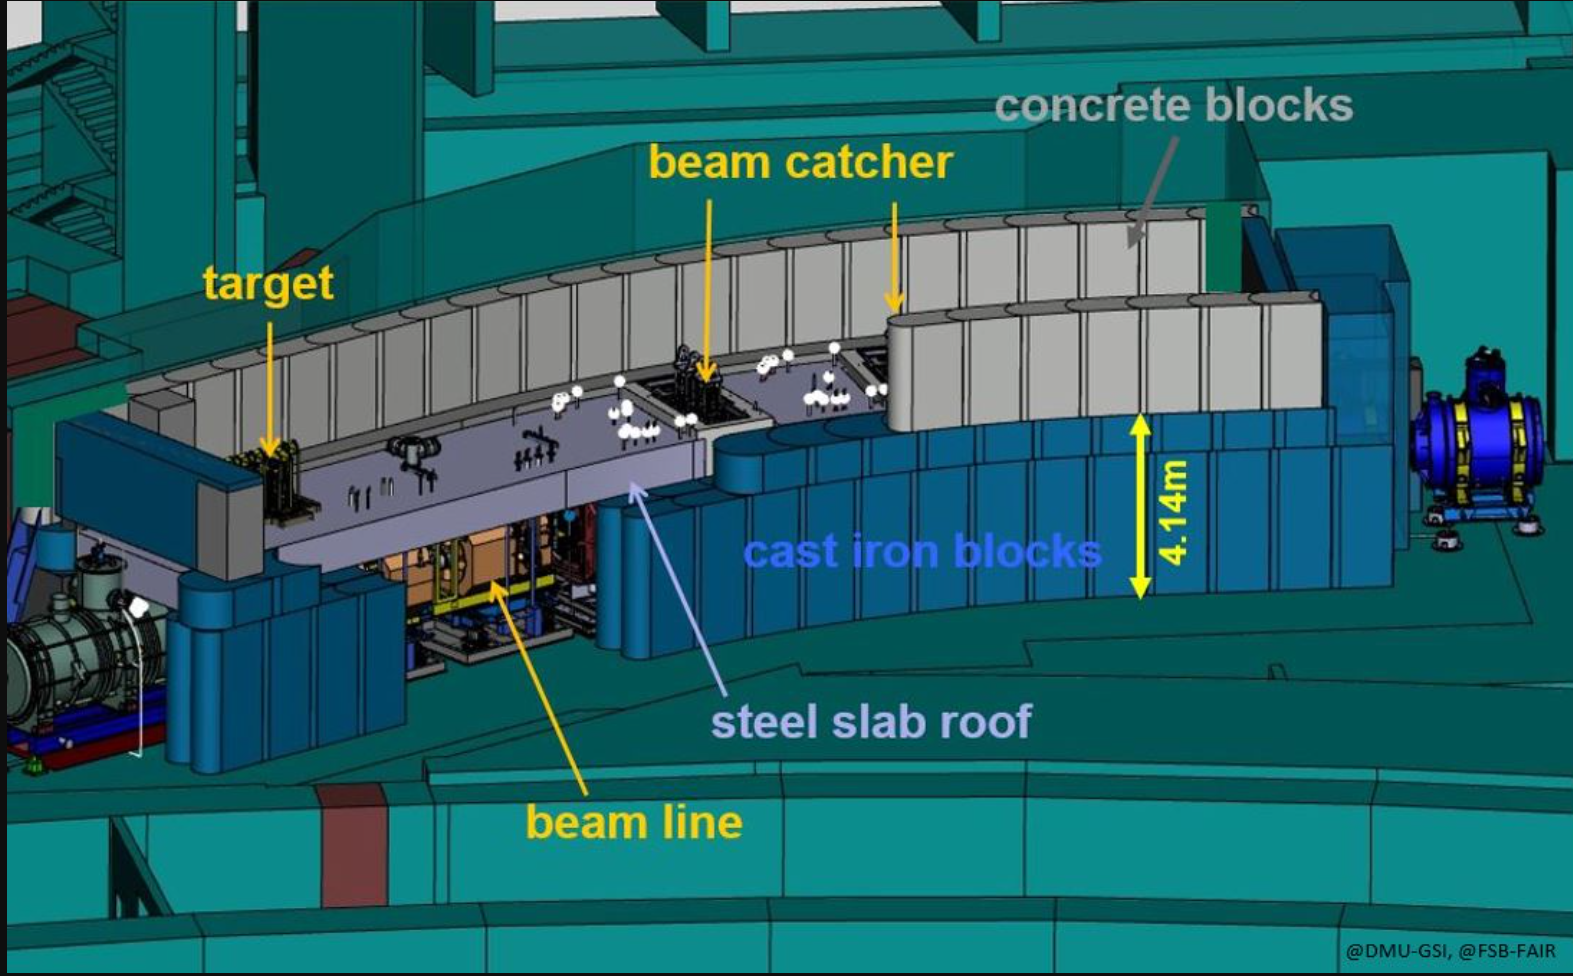 concrete blocks
beam catcher
target
cast iron blocks
4.14m
steel slab roof
beam line
@DMU-GSI, @FSB-FAIR